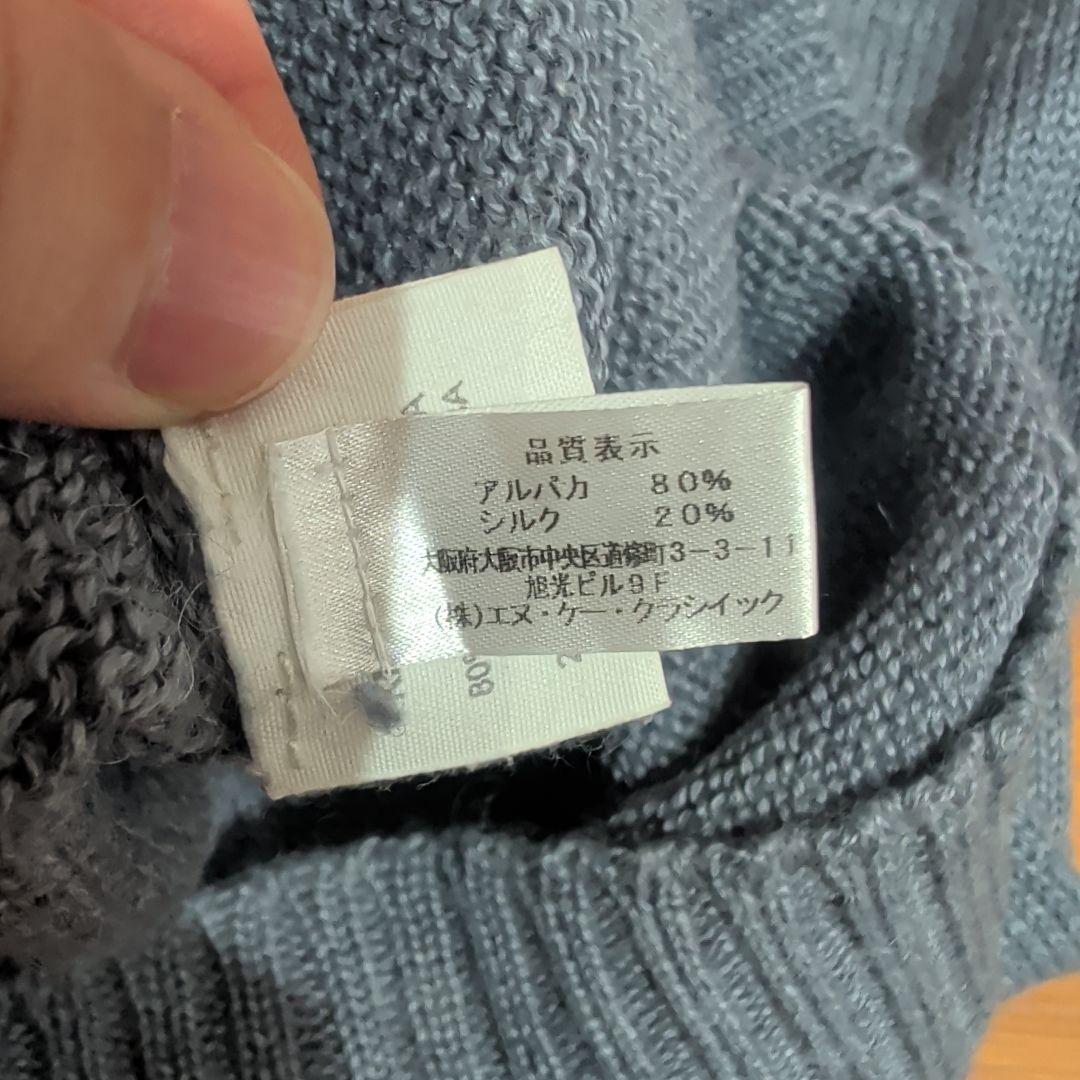 品質表示
アルパカ 80%
シルク 20%
大阪府大阪市中央区道修町3-3-11
旭光ビル9F
(株)エヌ・ケー・クラシイック